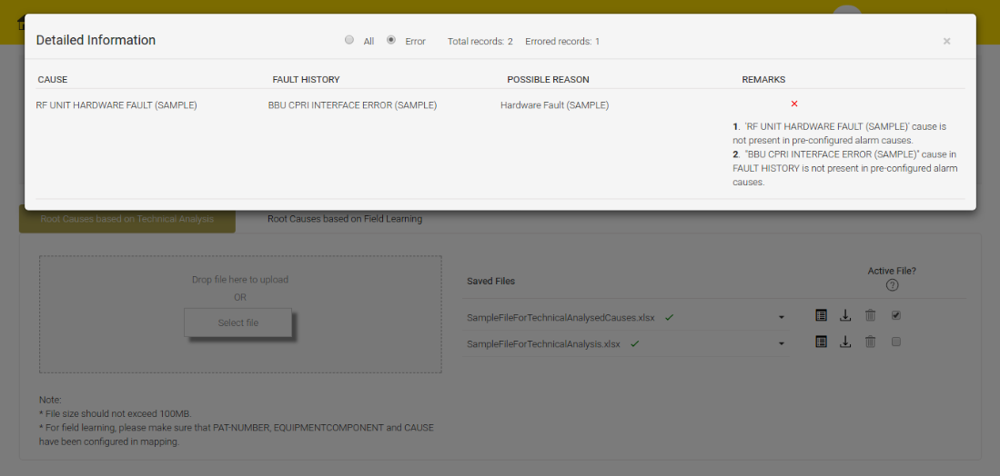 Detailed Information
All Error Total records: 2 Errored records: 1
×
CAUSE FAULT HISTORY POSSIBLE REASON REMARKS
RF UNIT HARDWARE FAULT (SAMPLE) BBU CPRI INTERFACE ERROR (SAMPLE) Hardware Fault (SAMPLE)
1. 'RF UNIT HARDWARE FAULT (SAMPLE)' cause is
not present in pre-configured alarm causes.
2. "BBU CPRI INTERFACE ERROR (SAMPLE)" cause in
FAULT HISTORY is not present in pre-configured alarm
causes.
Root Causes based on Technical Analysis Root Causes based on Field Learning
Drop file here to upload
OR
Select file
Saved Files
Active File?
?
SampleFileForTechnicalAnalysedCauses.xlsx
SampleFileForTechnicalAnalysis.xlsx
Note:
* File size should not exceed 100MB.
* For field learning, please make sure that PAT-NUMBER, EQUIPMENTCOMPONENT and CAUSE
have been configured in mapping.